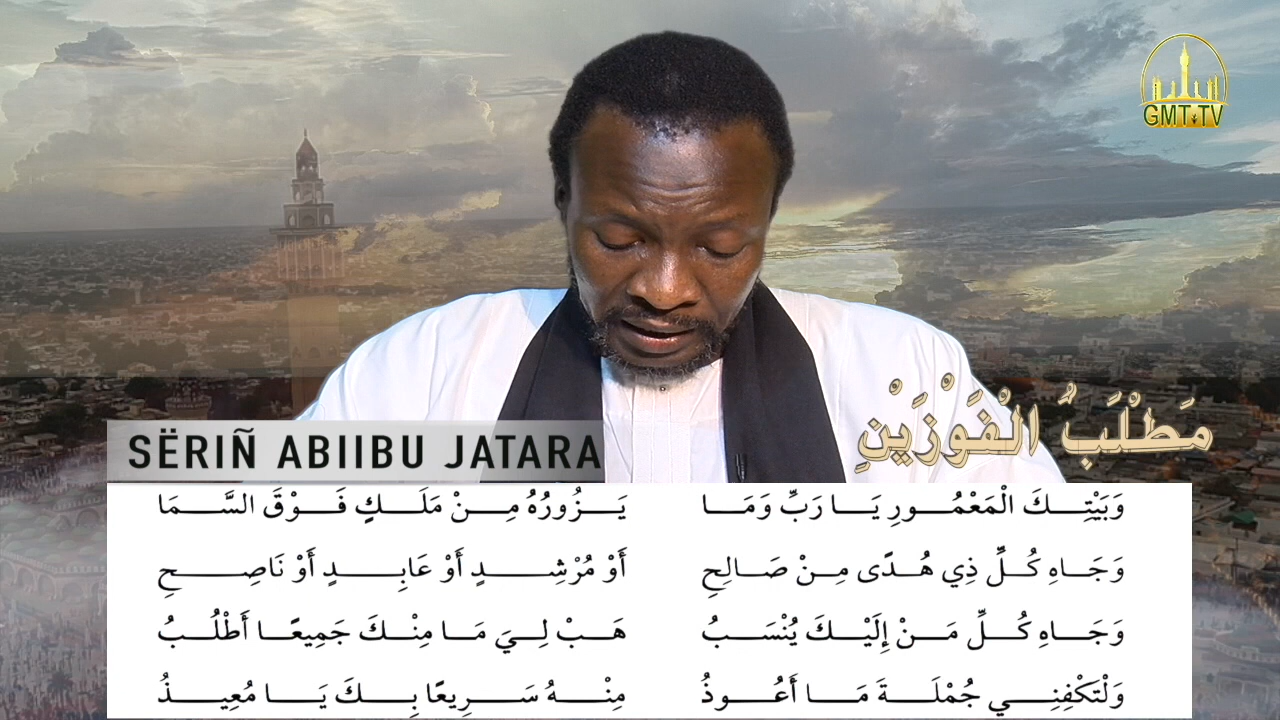 GMT TV
مَطْلَبُ الْفَوْزَيْنِ
SËRIÑ ABIIBU JATARA
وَبَيْتِكَ الْمَعْمُورِ يَا رَبِّ وَمَا يَزُورُهُ مِنْ مَلَكٍ فَوْقَ السَّمَا
وَجَاهِ كُلِّ ذِي هُدًى مِنْ صَالِحِ أَوْ مُرْشِدٍ أَوْ عَابِدٍ أَوْ نَاصِحِ
وَجَاهِ كُلِّ مَنْ إِلَيْكَ يُنْسَبُ هَبْ لِيَ مَا مِنْكَ جَمِيعًا أَطْلُبُ
وَلْتَكْفِنِي جُمْلَةَ مَا أَعُوذُ مِنْهُ سَرِيعًا بِكَ يَا مُعِيذُ